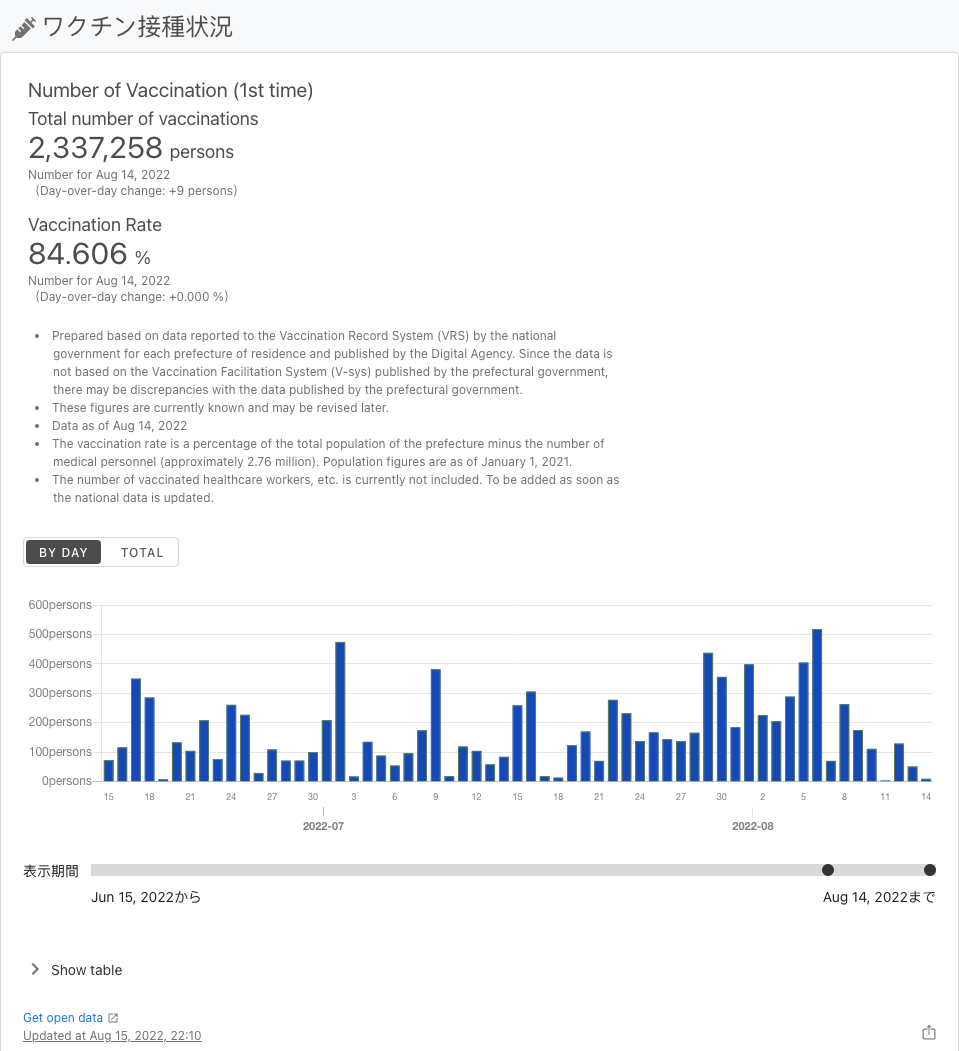 ワクチン接種状況
Number of Vaccination (1st time)
Total number of vaccinations
2,337,258 persons
Number for Aug 14, 2022
(Day-over-day change: +9 persons)
Vaccination Rate
84.606 %
Number for Aug 14, 2022
(Day-over-day change: +0.000 %)
• Prepared based on data reported to the Vaccination Record System (VRS) by the national
government for each prefecture of residence and published by the Digital Agency. Since the data is
not based on the Vaccination Facilitation System (V-sys) published by the prefectural government,
there may be discrepancies with the data published by the prefectural government.
• These figures are currently known and may be revised later.
• Data as of Aug 14, 2022
• The vaccination rate is a percentage of the total population of the prefecture minus the number of
medical personnel (approximately 2.76 million). Population figures are as of January 1, 2021.
• The number of vaccinated healthcare workers, etc. is currently not included. To be added as soon as
the national data is updated.
BY DAY TOTAL
600persons
500persons
400persons
300persons
200persons
100persons
0persons
15 18 21 24 27 30 3 6 9 12 15 18 21 24 27 30 2 5 8 11 14
2022-07 2022-08
表示期間
Jun 15, 2022から Aug 14, 2022まで
Show table
Get open data
Updated at Aug 15, 2022, 22:10